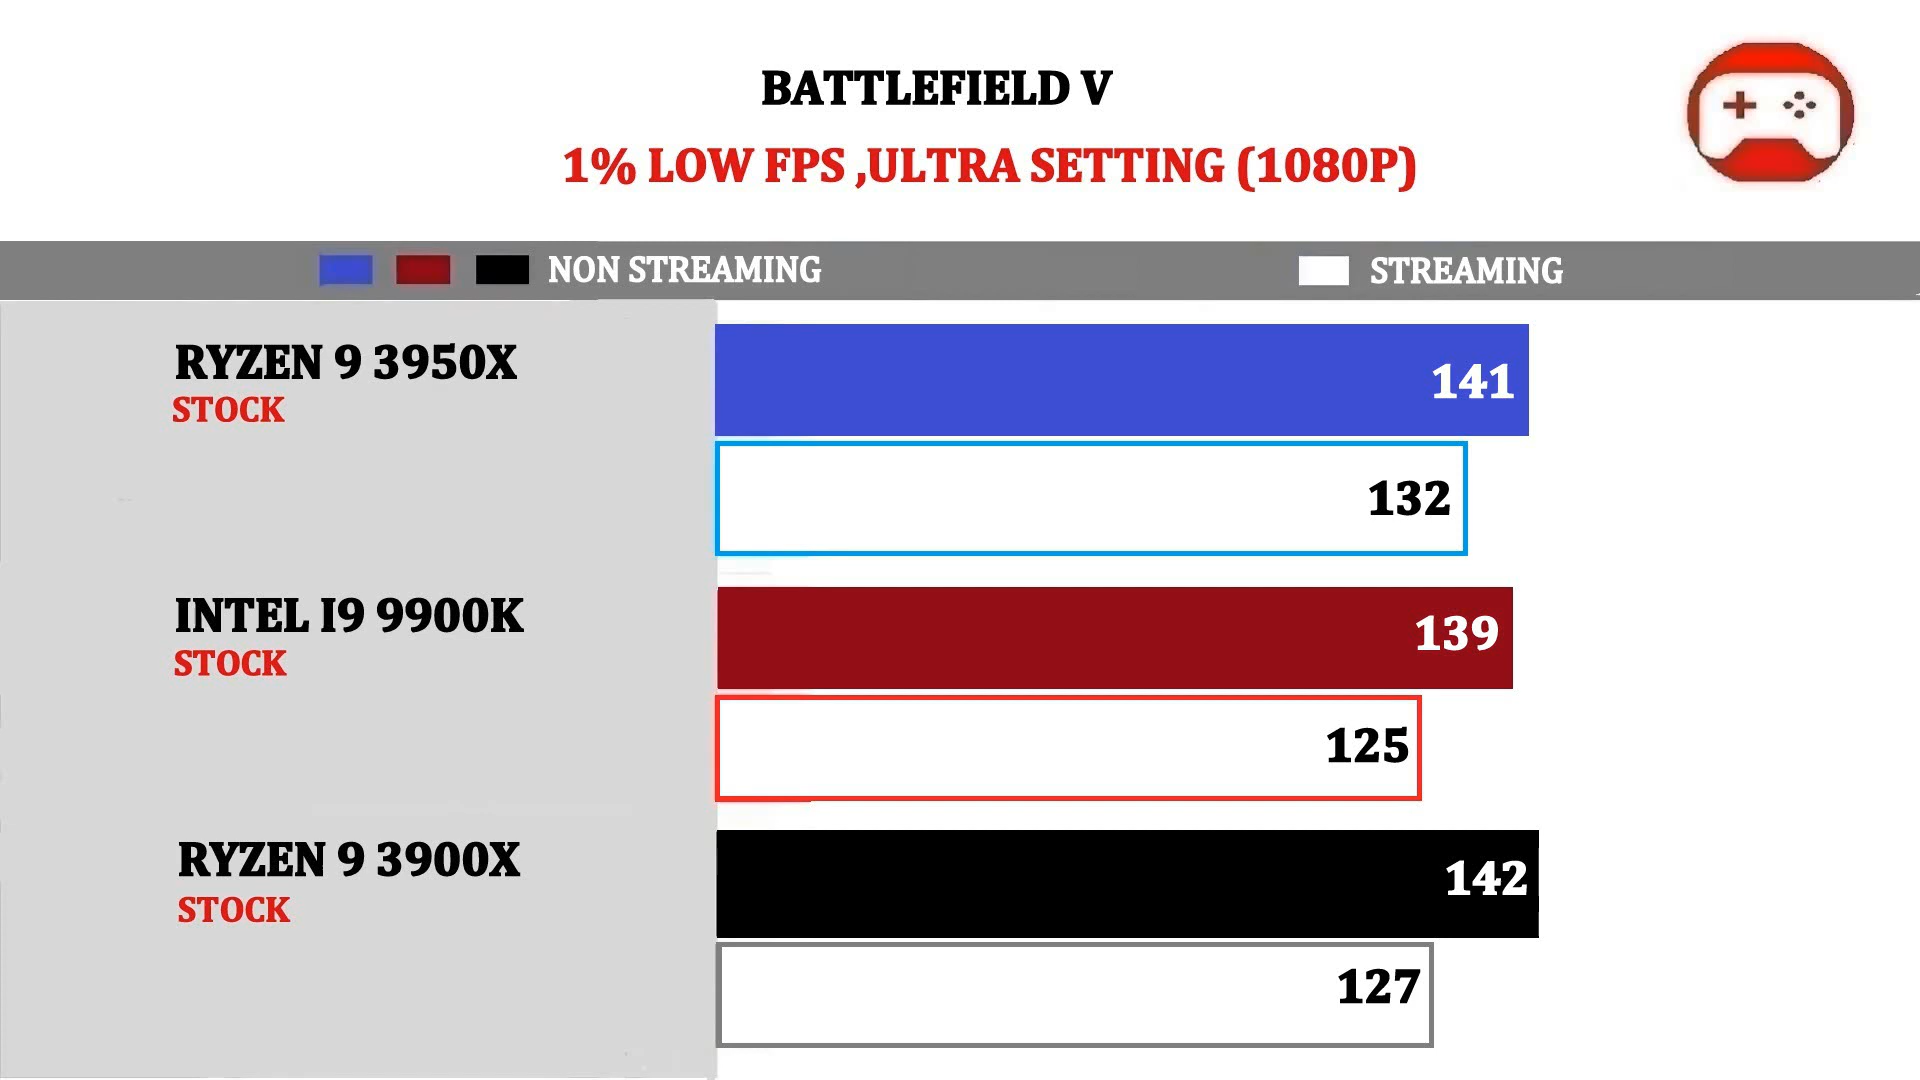 BATTLEFIELD V
1% LOW FPS ,ULTRA SETTING (1080P)
NON STREAMING STREAMING
RYZEN 9 3950X
STOCK
141
132
INTEL I9 9900K
STOCK
139
125
RYZEN 9 3900X
STOCK
142
127